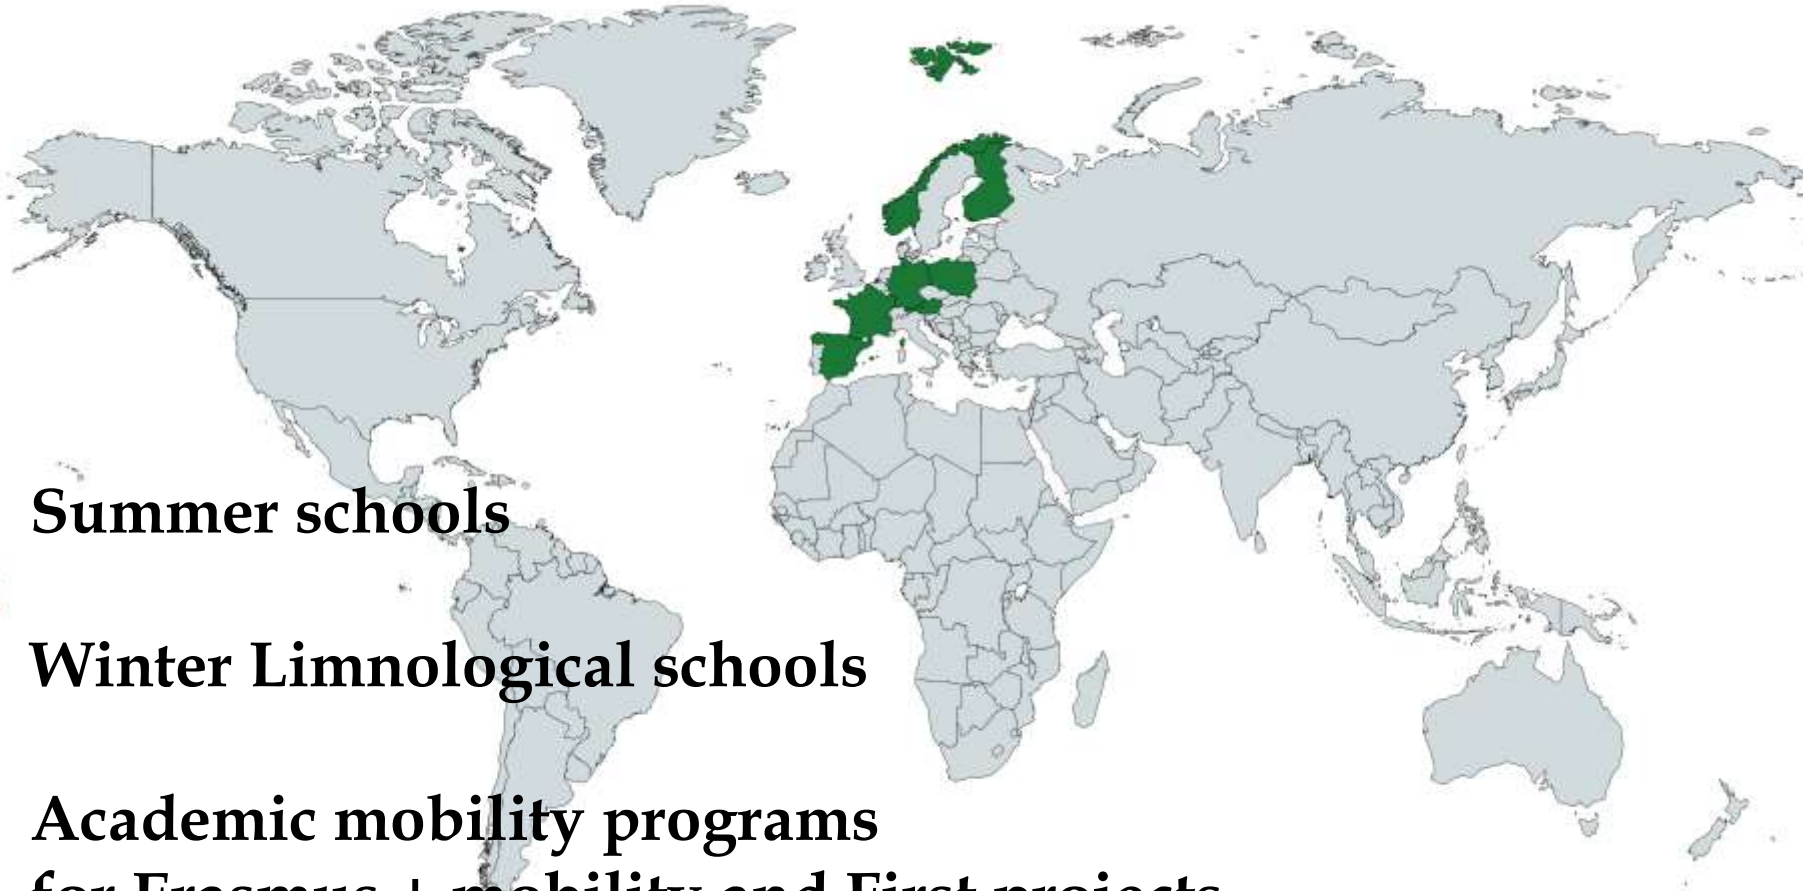 Summer schools
Winter Limnological schools
Academic mobility programs
for Erasmus + mobility and First projects